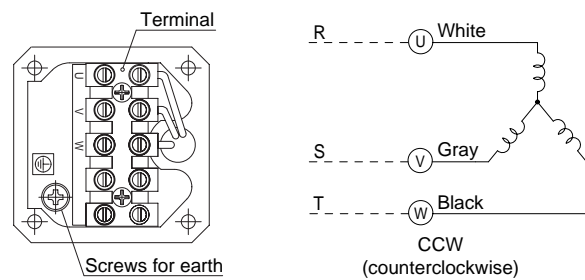 Terminal
U
V
W
Screws for earth
R
U
White
S
V
Gray
T
W
Black
CCW
(counterclockwise)